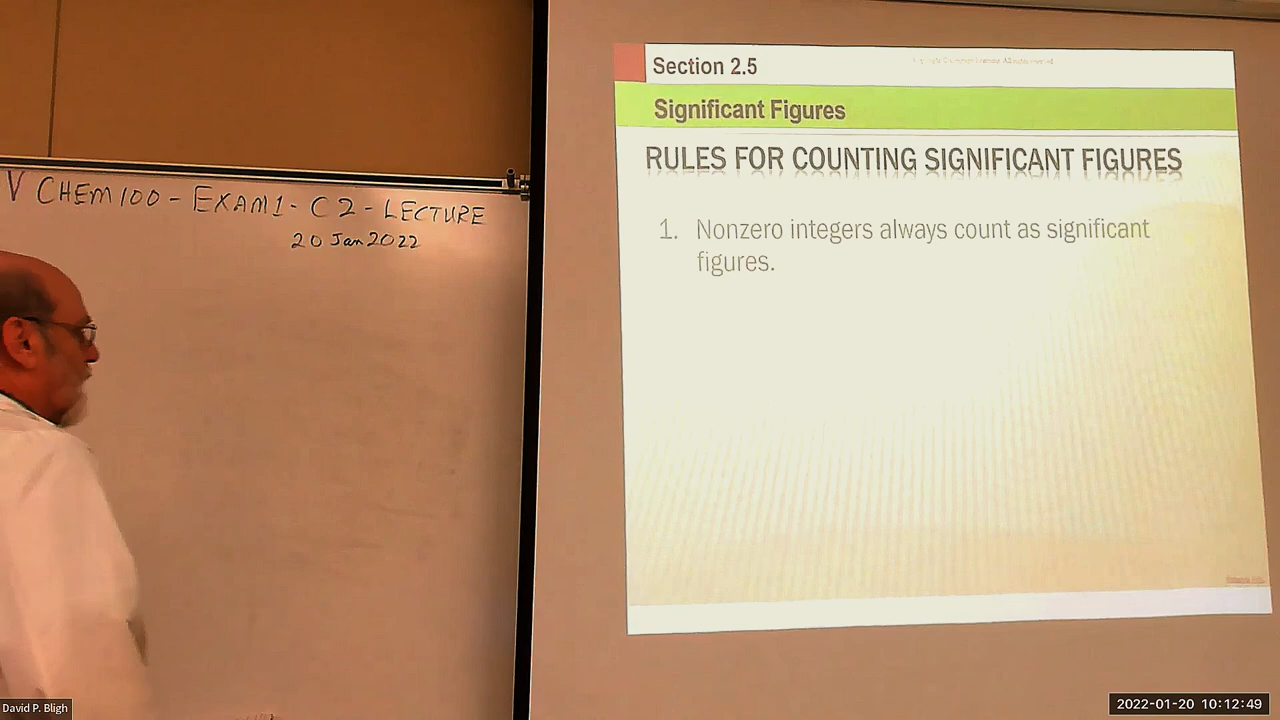 V CHEM 100 - EXAM 1 - C 2 - LECTURE
20 Jan 2022
Section 2.5
Significant Figures
RULES FOR COUNTING SIGNIFICANT FIGURES
1. Nonzero integers always count as significant
figures.
David P. Bligh
2022-01-20 10:12:49